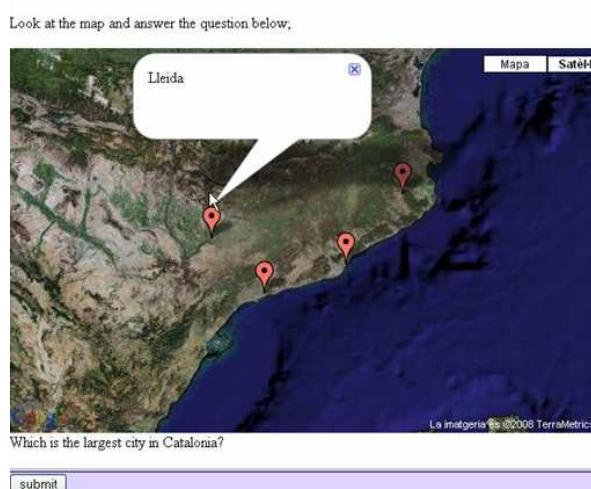 Look at the map and answer the question below;
Lleida
Mapa
Satèl·l
Google
La imatgeria és ©2008 TerraMetrics
Which is the largest city in Catalonia?
submit